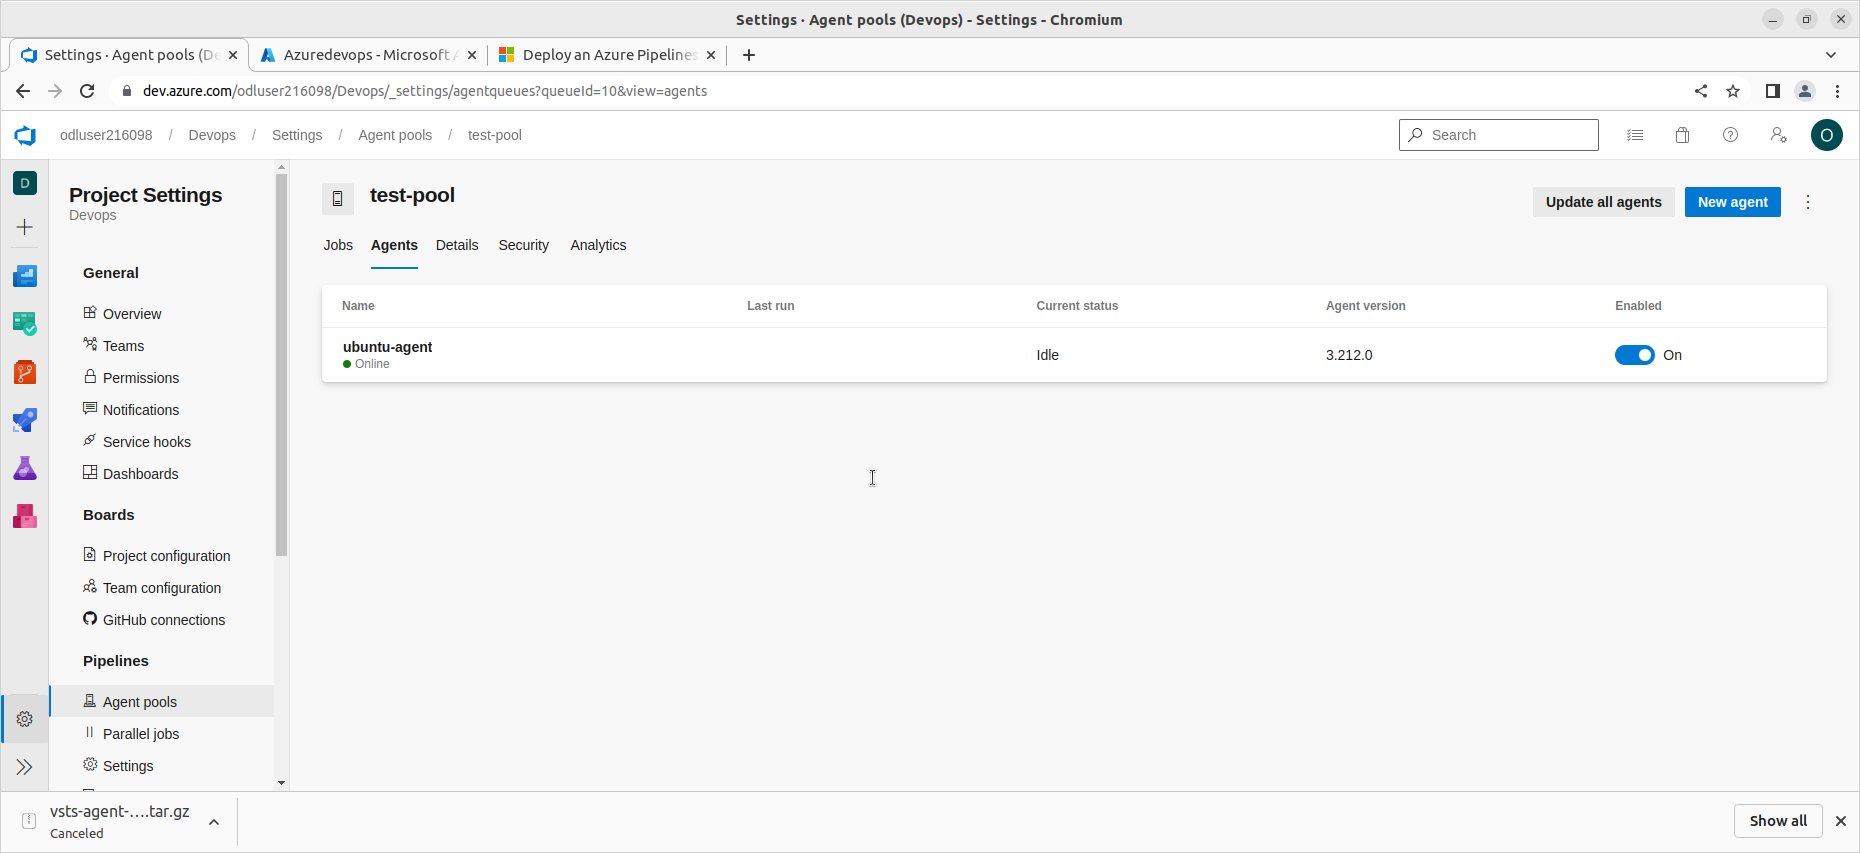 Settings · Agent pools (Devops) - Settings - Chromium
Settings · Agent pools (De
Azuredevops - Microsoft A
Deploy an Azure Pipelines
dev.azure.com/odluser216098/Devops/_settings/agentqueues?queueId=10&view=agents
odluser216098 / Devops / Settings / Agent pools / test-pool
Search
O
D
Project Settings
Devops
General
Overview
Teams
Permissions
Notifications
Service hooks
Dashboards
Boards
Project configuration
Team configuration
GitHub connections
Pipelines
Agent pools
Parallel jobs
Settings
test-pool
Update all agents
New agent
Jobs Agents Details Security Analytics
Name Last run Current status Agent version Enabled
ubuntu-agent
Online
Idle 3.212.0 On
vsts-agent-….tar.gz
Canceled
Show all